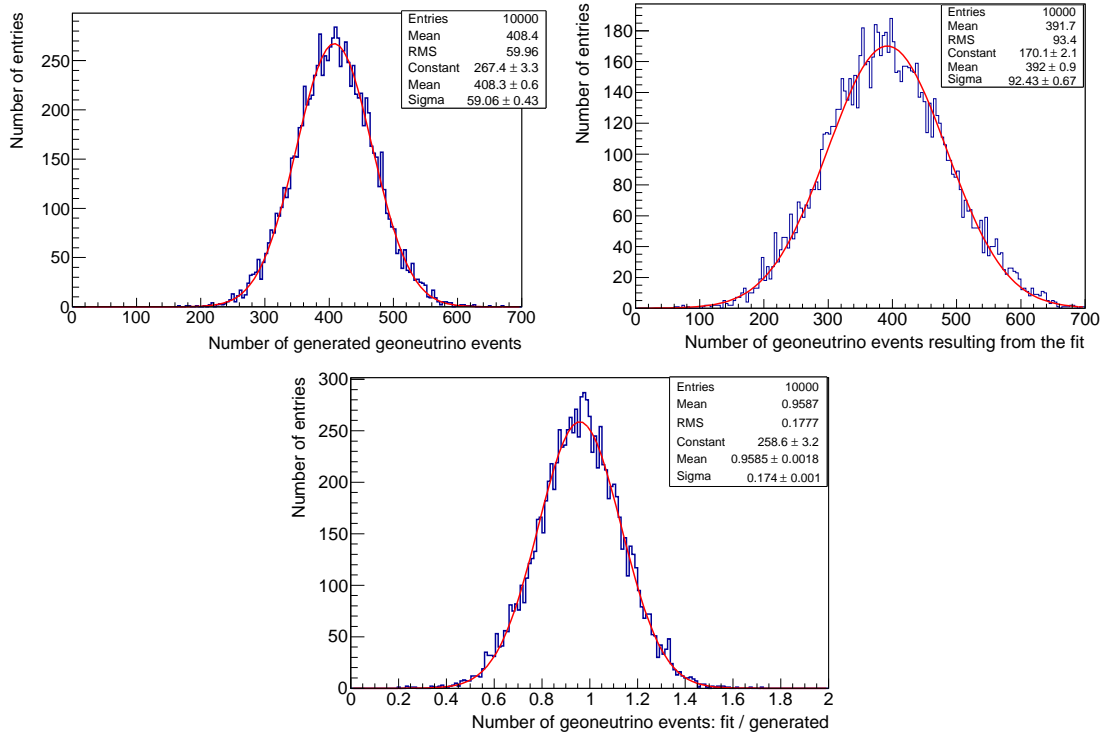 Number of entries
250
200
150
100
50
0
0 100 200 300 400 500 600 700
Number of generated geoneutrino events
Entries 10000
Mean 408.4
RMS 59.96
Constant 267.4 ± 3.3
Mean 408.3 ± 0.6
Sigma 59.06 ± 0.43
Number of entries
180
160
140
120
100
80
60
40
20
0
0 100 200 300 400 500 600 700
Number of geoneutrino events resulting from the fit
Entries 10000
Mean 391.7
RMS 93.4
Constant 170.1 ± 2.1
Mean 392 ± 0.9
Sigma 92.43 ± 0.67
Number of entries
300
250
200
150
100
50
0
0 0.2 0.4 0.6 0.8 1 1.2 1.4 1.6 1.8 2
Number of geoneutrino events: fit / generated
Entries 10000
Mean 0.9587
RMS 0.1777
Constant 258.6 ± 3.2
Mean 0.9585 ± 0.0018
Sigma 0.174 ± 0.001